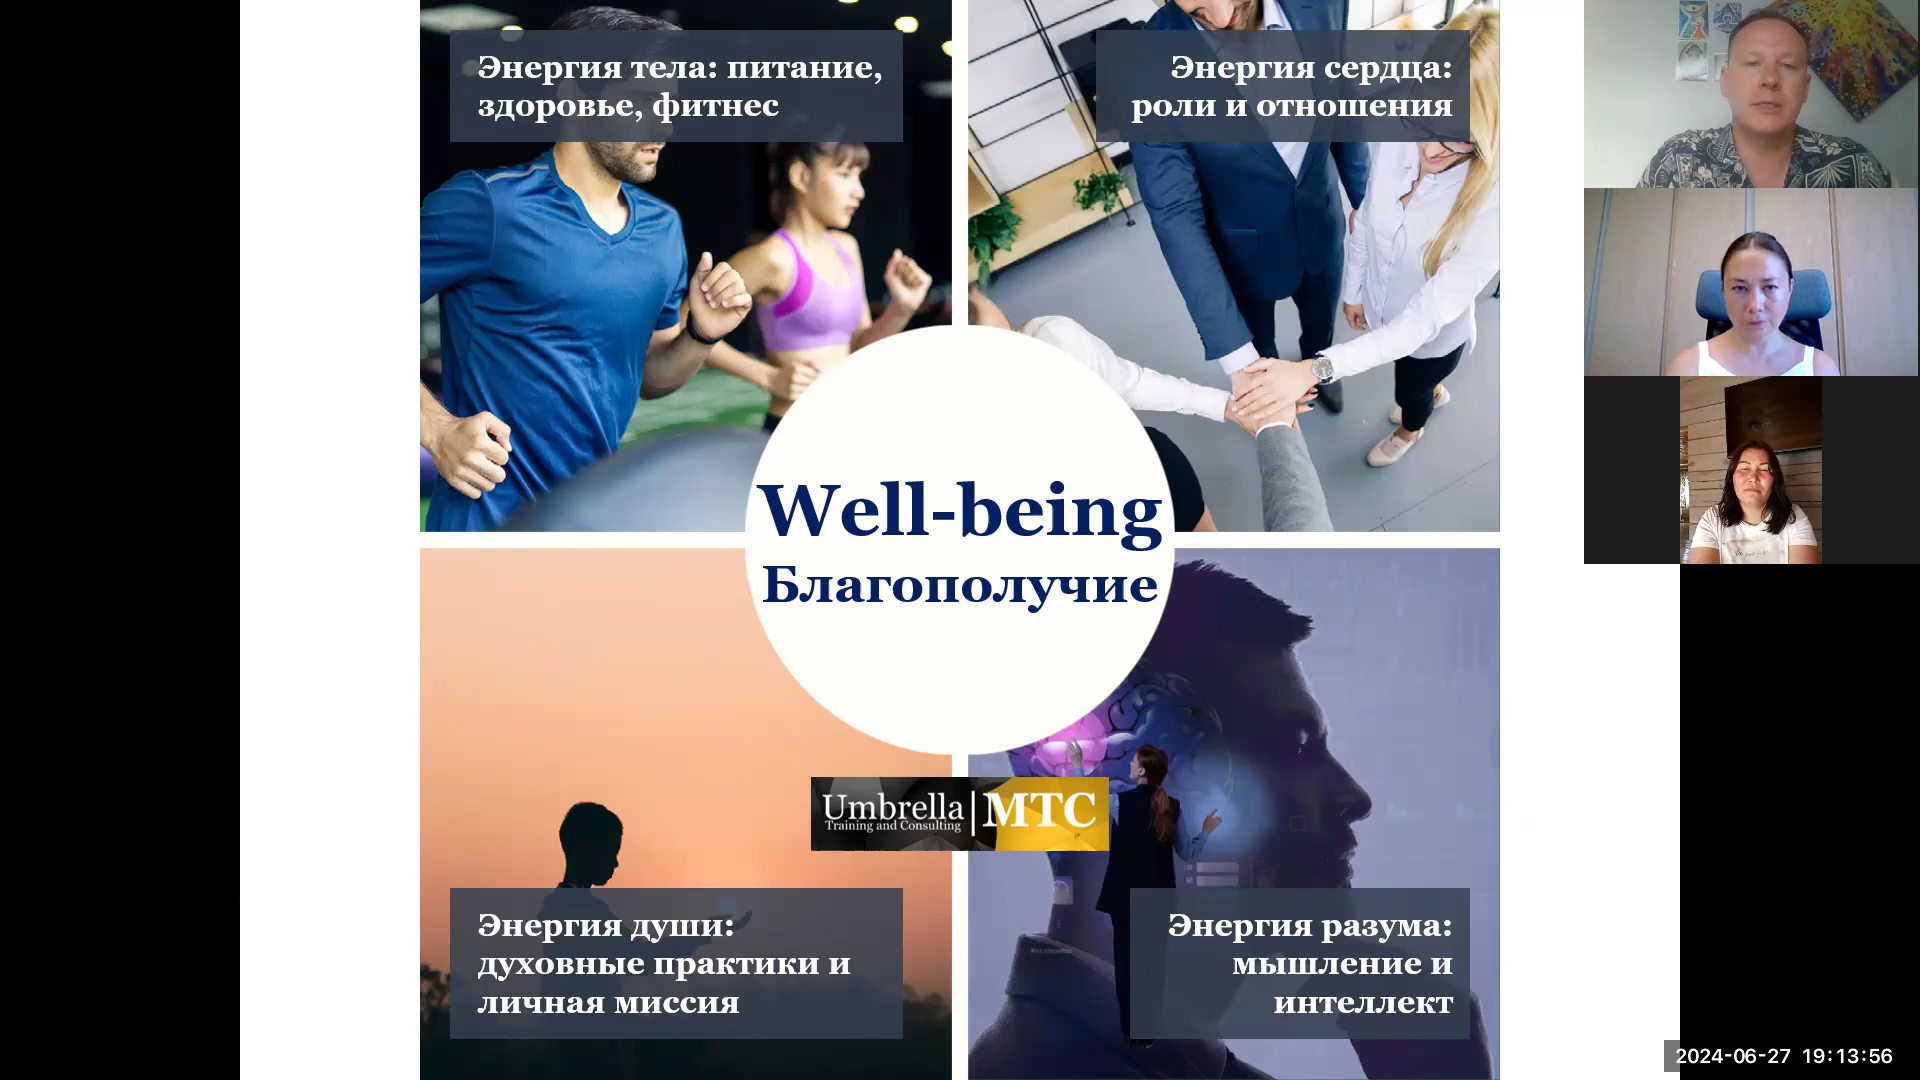 Энергия тела: питание,
здоровье, фитнес
Энергия сердца:
роли и отношения
Well-being
Благополучие
Umbrella
Training and Consulting
MTC
Энергия души:
духовные практики и
личная миссия
Энергия разума:
мышление и
интеллект
2024-06-27 19:13:56